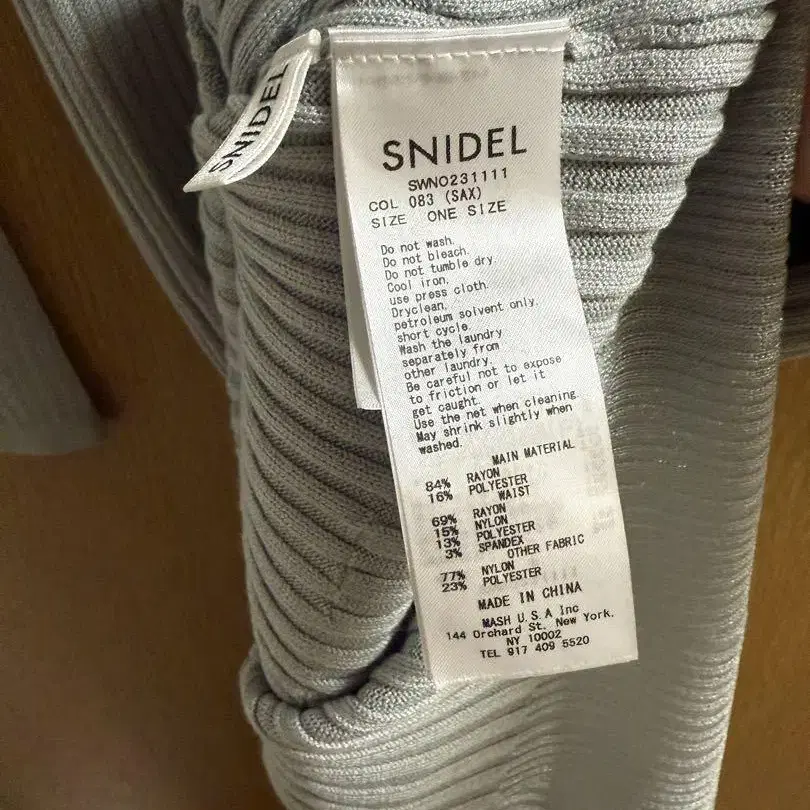 SNIDEL
SNIDEL
SWNO231111
COL 083 (SAX)
SIZE ONE SIZE
Do not wash.
Do not bleach.
Do not tumble dry.
Cool iron,
use press cloth.
Dryclean,
petroleum solvent only,
short cycle.
Wash the laundry
separately from
other laundry.
Be careful not to expose
to friction or let it
get caught.
Use the net when cleaning.
May shrink slightly when
washed.
MAIN MATERIAL
84% RAYON
16% POLYESTER
WAIST
69% RAYON
15% NYLON
13% POLYESTER
3% SPANDEX
OTHER FABRIC
77% NYLON
23% POLYESTER
MADE IN CHINA
MASH U.S.A Inc
144 Orchard St. New York.
NY 10002
TEL 917 409 5520